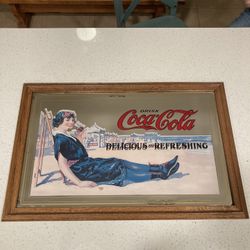 DRINK
Coca-Cola
DELICIOUS AND REFRESHING